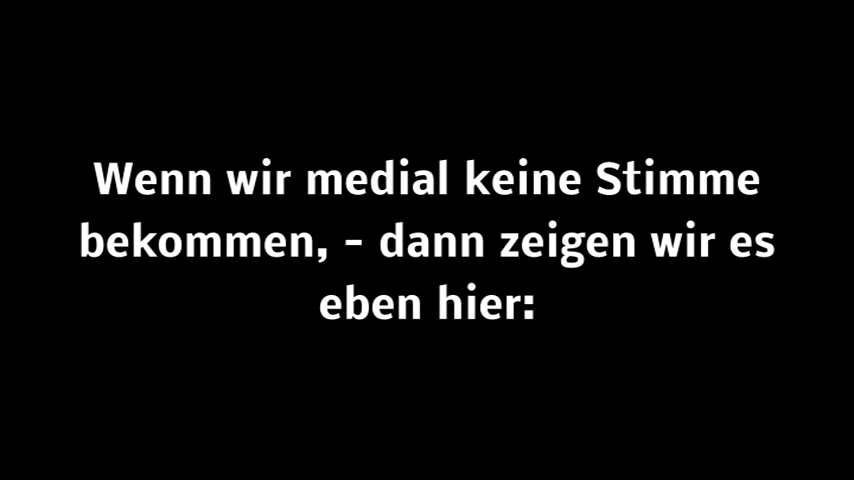 Wenn wir medial keine Stimme
bekommen, - dann zeigen wir es
eben hier: